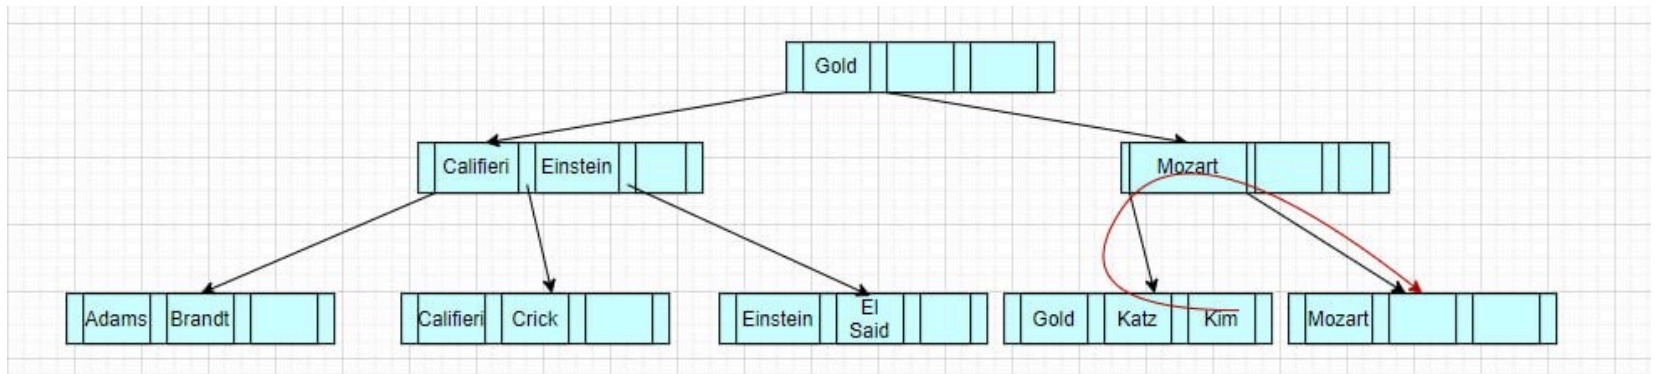 Gold
Califieri Einstein
Mozart
Adams Brandt
Califieri Crick
Einstein El
Said
Gold Katz Kim
Mozart